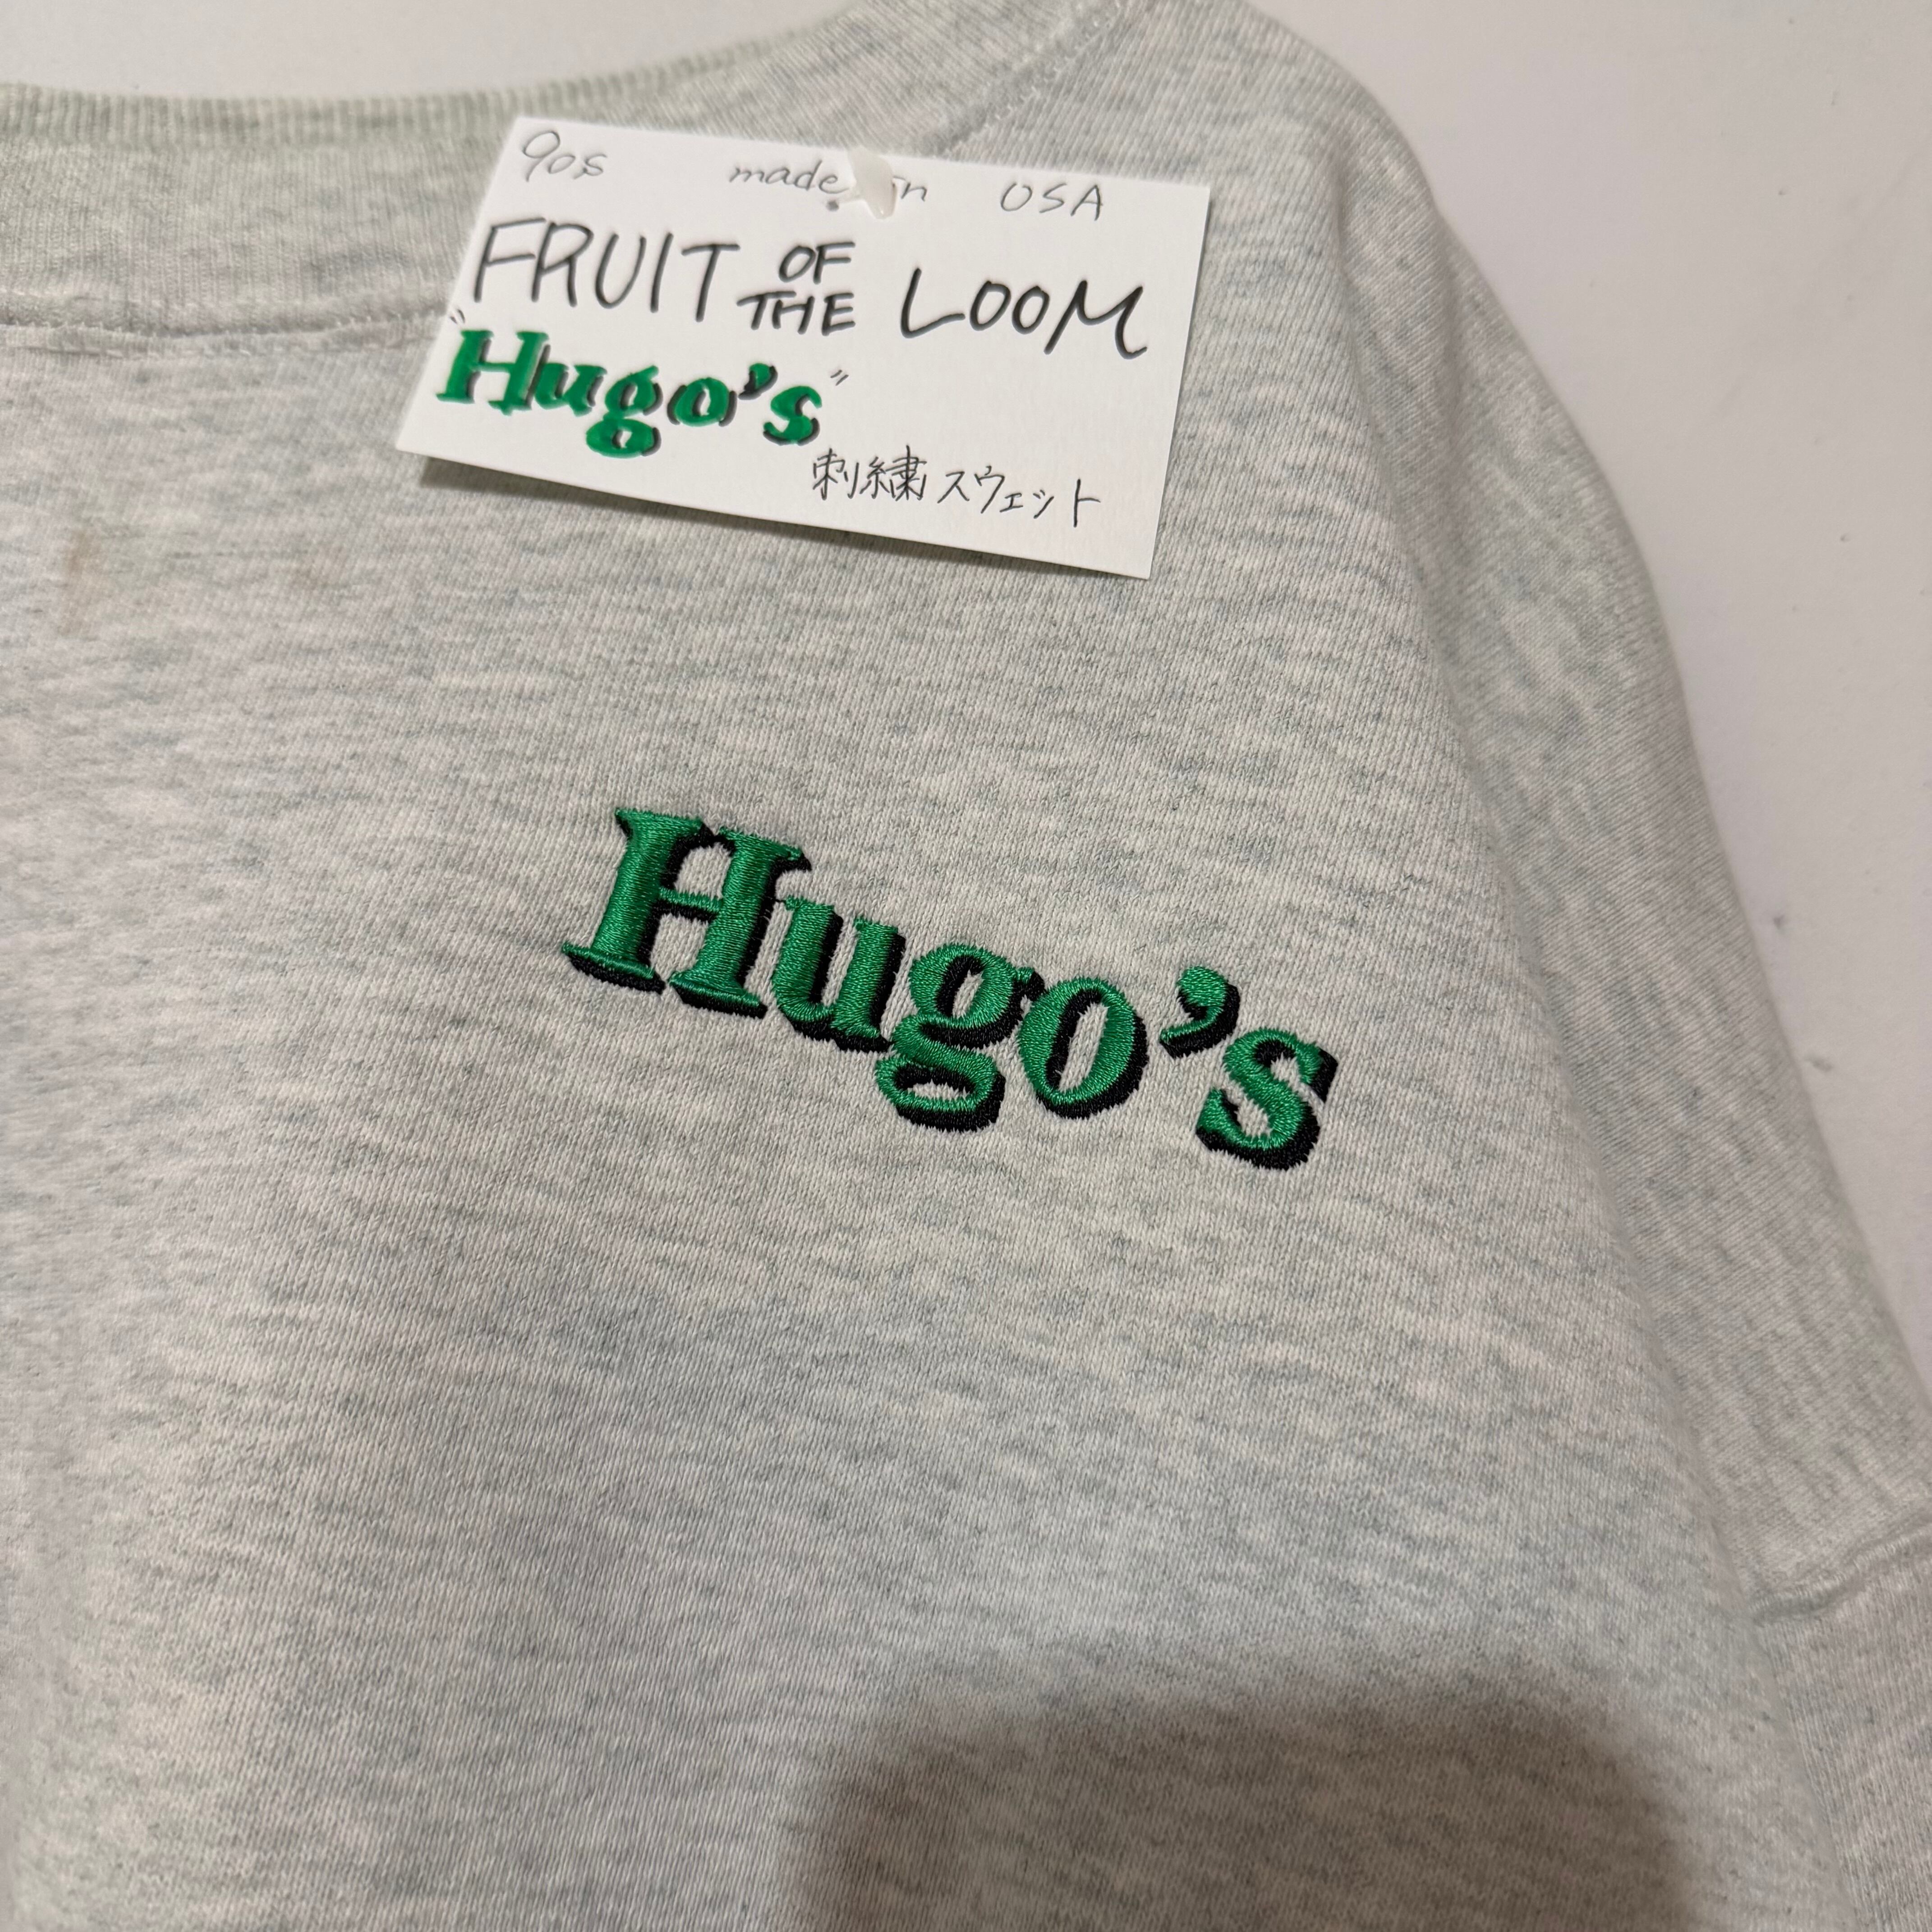 90s made in USA
FRUIT OF THE LOOM
"Hugo's"
刺繍スウェット
Hugo's